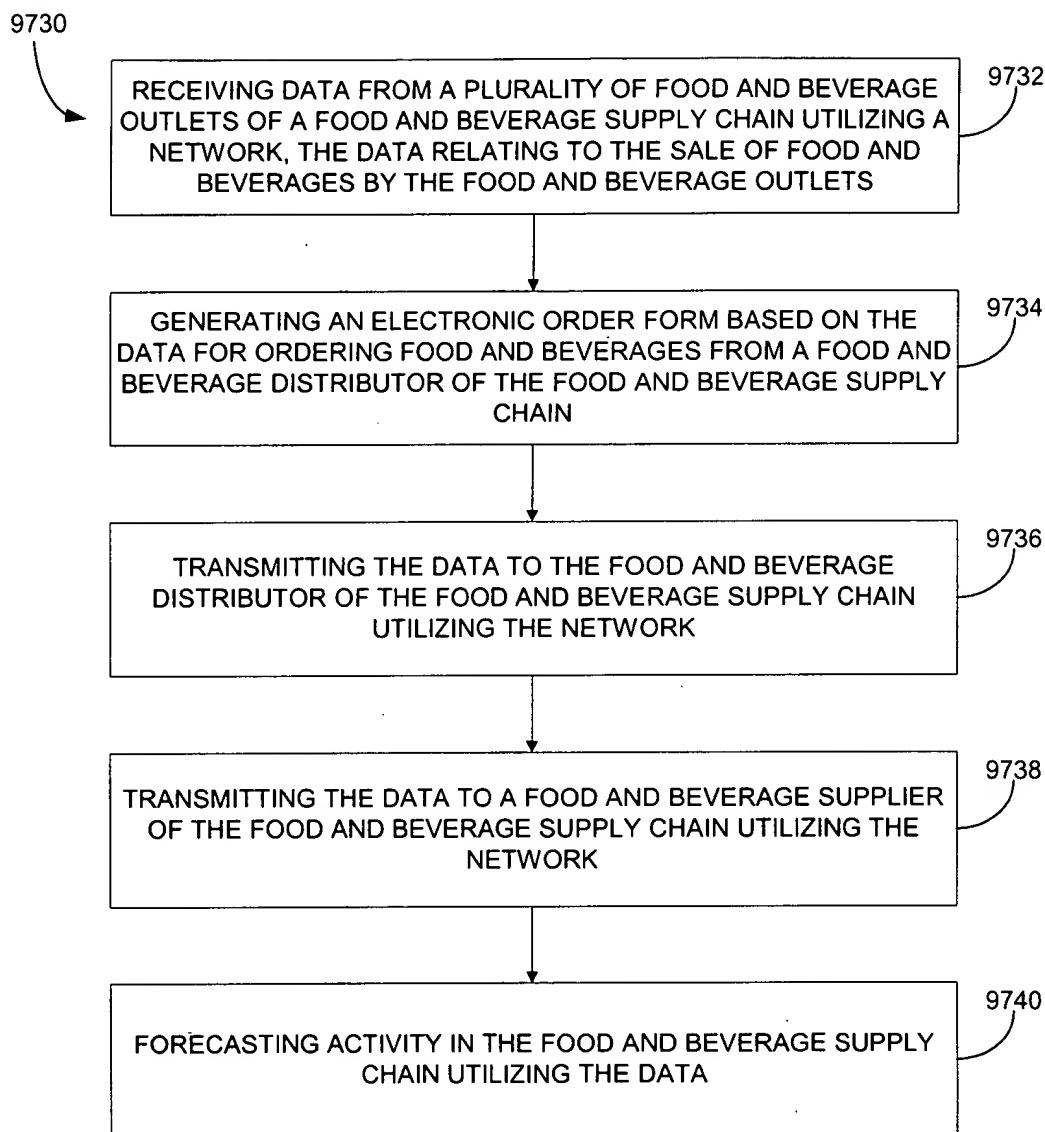 9730
RECEIVING DATA FROM A PLURALITY OF FOOD AND BEVERAGE
OUTLETS OF A FOOD AND BEVERAGE SUPPLY CHAIN UTILIZING A
NETWORK, THE DATA RELATING TO THE SALE OF FOOD AND
BEVERAGES BY THE FOOD AND BEVERAGE OUTLETS
9732
GENERATING AN ELECTRONIC ORDER FORM BASED ON THE
DATA FOR ORDERING FOOD AND BEVERAGES FROM A FOOD AND
BEVERAGE DISTRIBUTOR OF THE FOOD AND BEVERAGE SUPPLY
CHAIN
9734
TRANSMITTING THE DATA TO THE FOOD AND BEVERAGE
DISTRIBUTOR OF THE FOOD AND BEVERAGE SUPPLY CHAIN
UTILIZING THE NETWORK
9736
TRANSMITTING THE DATA TO A FOOD AND BEVERAGE SUPPLIER
OF THE FOOD AND BEVERAGE SUPPLY CHAIN UTILIZING THE
NETWORK
9738
FORECASTING ACTIVITY IN THE FOOD AND BEVERAGE SUPPLY
CHAIN UTILIZING THE DATA
9740